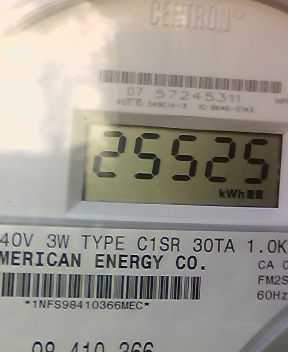 CENTRON®
07 57245311
25525
kWh
40V 3W TYPE C1SR 30TA 1.0K
MERICAN ENERGY CO.
CA 0
FM2S
60Hz
*1NFS98410366MEC*
98 410 366